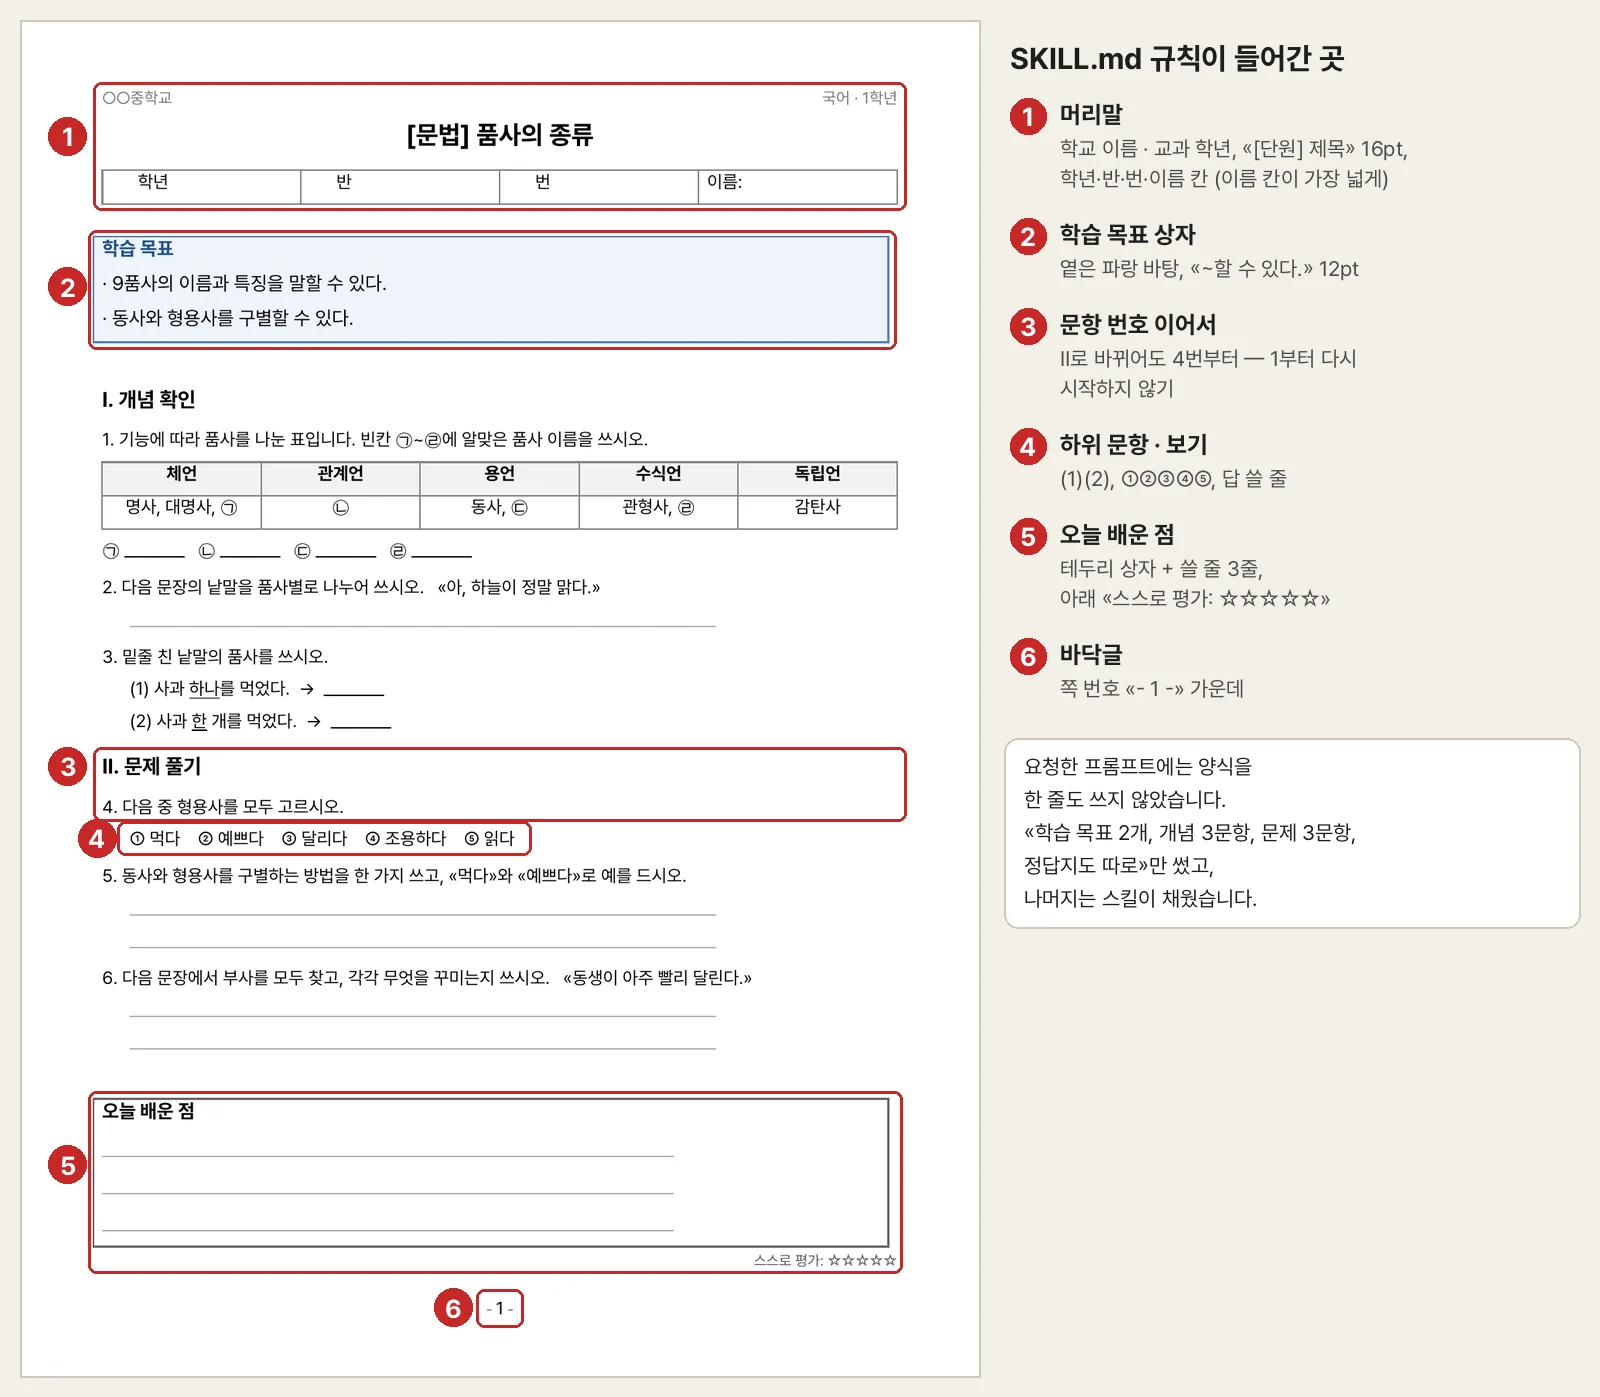 ○○중학교 국어 · 1학년
[문법] 품사의 종류
학년 반 번 이름:
학습 목표
· 9품사의 이름과 특징을 말할 수 있다.
· 동사와 형용사를 구별할 수 있다.
I. 개념 확인
1. 기능에 따라 품사를 나눈 표입니다. 빈칸 ㉠~㉣에 알맞은 품사 이름을 쓰시오.
체언 관계언 용언 수식언 독립언
명사, 대명사, ㉠ ㉡ 동사, ㉢ 관형사, ㉣ 감탄사
㉠ ______ ㉡ ______ ㉢ ______ ㉣ ______
2. 다음 문장의 낱말을 품사별로 나누어 쓰시오. «아, 하늘이 정말 맑다.»
3. 밑줄 친 낱말의 품사를 쓰시오.
(1) 사과 하나를 먹었다. → ______
(2) 사과 한 개를 먹었다. → ______
II. 문제 풀기
4. 다음 중 형용사를 모두 고르시오.
① 먹다 ② 예쁘다 ③ 달리다 ④ 조용하다 ⑤ 읽다
5. 동사와 형용사를 구별하는 방법을 한 가지 쓰고, «먹다»와 «예쁘다»로 예를 드시오.
6. 다음 문장에서 부사를 모두 찾고, 각각 무엇을 꾸미는지 쓰시오. «동생이 아주 빨리 달린다.»
오늘 배운 점
스스로 평가: ☆☆☆☆☆
- 1 -
1
2
3
4
5
6
SKILL.md 규칙이 들어간 곳
1 머리말
학교 이름 · 교과 학년, «[단원] 제목» 16pt,
학년·반·번·이름 칸 (이름 칸이 가장 넓게)
2 학습 목표 상자
옅은 파랑 바탕, «~할 수 있다.» 12pt
3 문항 번호 이어서
II로 바뀌어도 4번부터 — 1부터 다시
시작하지 않기
4 하위 문항 · 보기
(1)(2), ①②③④⑤, 답 쓸 줄
5 오늘 배운 점
테두리 상자 + 쓸 줄 3줄,
아래 «스스로 평가: ☆☆☆☆☆»
6 바닥글
쪽 번호 «- 1 -» 가운데
요청한 프롬프트에는 양식을
한 줄도 쓰지 않았습니다.
«학습 목표 2개, 개념 3문항, 문제 3문항,
정답지도 따로»만 썼고,
나머지는 스킬이 채웠습니다.